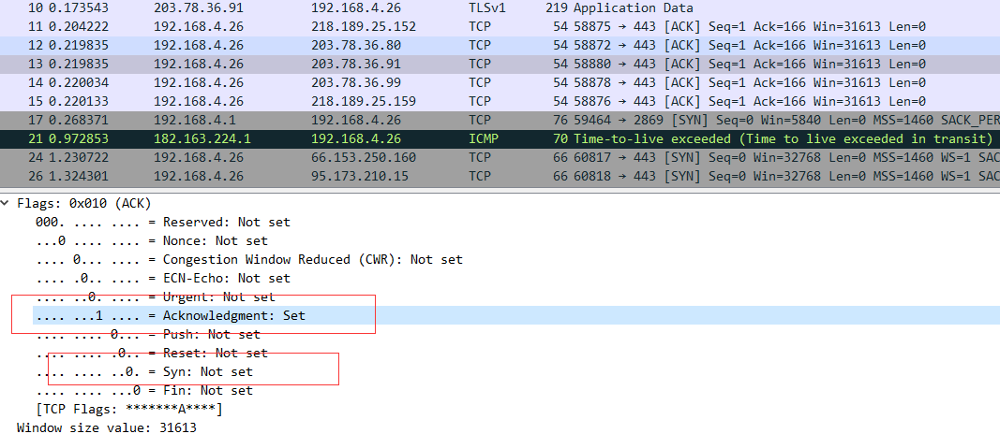 10 0.173543 203.78.36.91 192.168.4.26 TLSv1 219 Application Data
11 0.204222 192.168.4.26 218.189.25.152 TCP 54 58875 → 443 [ACK] Seq=1 Ack=166 Win=31613 Len=0
12 0.219835 192.168.4.26 203.78.36.80 TCP 54 58872 → 443 [ACK] Seq=1 Ack=166 Win=31613 Len=0
13 0.219835 192.168.4.26 203.78.36.91 TCP 54 58880 → 443 [ACK] Seq=1 Ack=166 Win=31613 Len=0
14 0.220034 192.168.4.26 203.78.36.99 TCP 54 58878 → 443 [ACK] Seq=1 Ack=166 Win=31613 Len=0
15 0.220133 192.168.4.26 218.189.25.159 TCP 54 58876 → 443 [ACK] Seq=1 Ack=166 Win=31613 Len=0
17 0.268371 192.168.4.1 192.168.4.26 TCP 76 59464 → 2869 [SYN] Seq=0 Win=5840 Len=0 MSS=1460 SACK_PER
21 0.972853 182.163.224.1 192.168.4.26 ICMP 70 Time-to-live exceeded (Time to live exceeded in transit)
24 1.230722 192.168.4.26 66.153.250.160 TCP 66 60817 → 443 [SYN] Seq=0 Win=32768 Len=0 MSS=1460 WS=1 SAC
26 1.324301 192.168.4.26 95.173.210.15 TCP 66 60818 → 443 [SYN] Seq=0 Win=32768 Len=0 MSS=1460 WS=1 SAC
Flags: 0x010 (ACK)
000. .... .... = Reserved: Not set
...0 .... .... = Nonce: Not set
.... 0... .... = Congestion Window Reduced (CWR): Not set
.... .0.. .... = ECN-Echo: Not set
.... ..0. .... = Urgent: Not set
.... ...1 .... = Acknowledgment: Set
.... .... 0... = Push: Not set
.... .... .0.. = Reset: Not set
.... .... ..0. = Syn: Not set
.... .... ...0 = Fin: Not set
[TCP Flags: *******A****]
Window size value: 31613